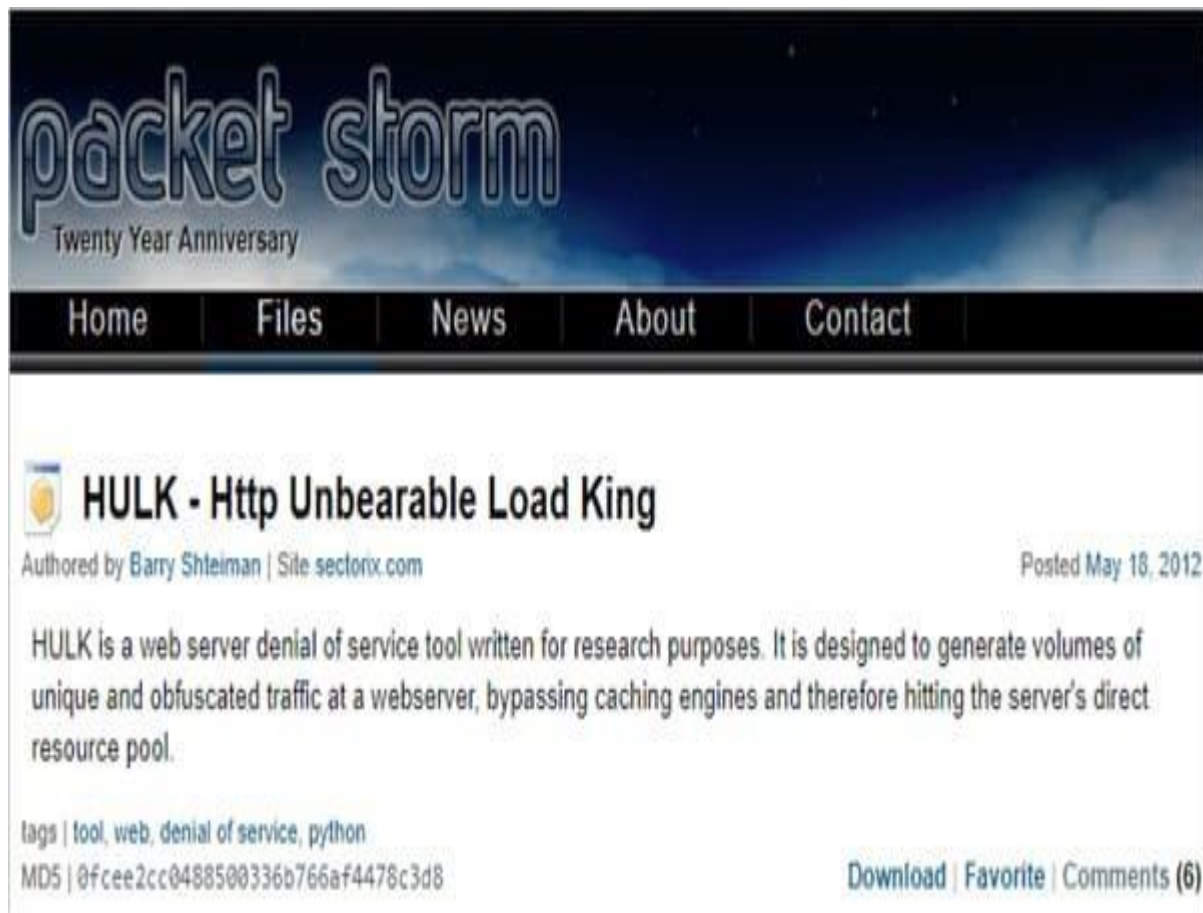 packet storm
Twenty Year Anniversary
Home Files News About Contact
HULK - Http Unbearable Load King
Authored by Barry Shteiman | Site sectorix.com Posted May 18, 2012
HULK is a web server denial of service tool written for research purposes. It is designed to generate volumes of
unique and obfuscated traffic at a webserver, bypassing caching engines and therefore hitting the server's direct
resource pool.
tags | tool, web, denial of service, python
MD5 | 0fcee2cc0488500336b766af4478c3d8 Download | Favorite | Comments (6)